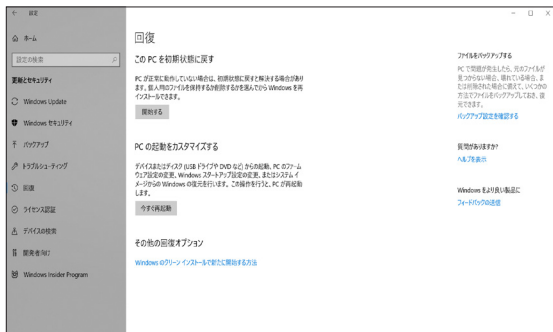 設定
ホーム
設定の検索
更新とセキュリティ
Windows Update
Windows セキュリティ
バックアップ
トラブルシューティング
回復
ライセンス認証
デバイスの検索
開発者向け
Windows Insider Program
回復
この PC を初期状態に戻す
PC が正常に動作していない場合は、初期状態に戻すと解決する場合があり
ます。個人用のファイルを保持するか削除するかを選んでから Windows を再
インストールできます。
開始する
PC の起動をカスタマイズする
デバイスまたはディスク (USB ドライブや DVD など) からの起動、PC のファーム
ウェア設定の変更、Windows スタートアップ設定の変更、またはシステム イ
メージからの Windows の復元を行います。この操作を行うと、PC が再起動
します。
今すぐ再起動
その他の回復オプション
Windows のクリーン インストールで新たに開始する方法
ファイルをバックアップする
PC で問題が発生したら、元のファイルが
見つからない場合、壊れている場合、ま
たは削除された場合に備えて、いくつかの
方法でファイルをバックアップしておき、復
元できます。
バックアップ設定を確認する
質問がありますか?
ヘルプを表示
Windows をより良い製品に
フィードバックの送信